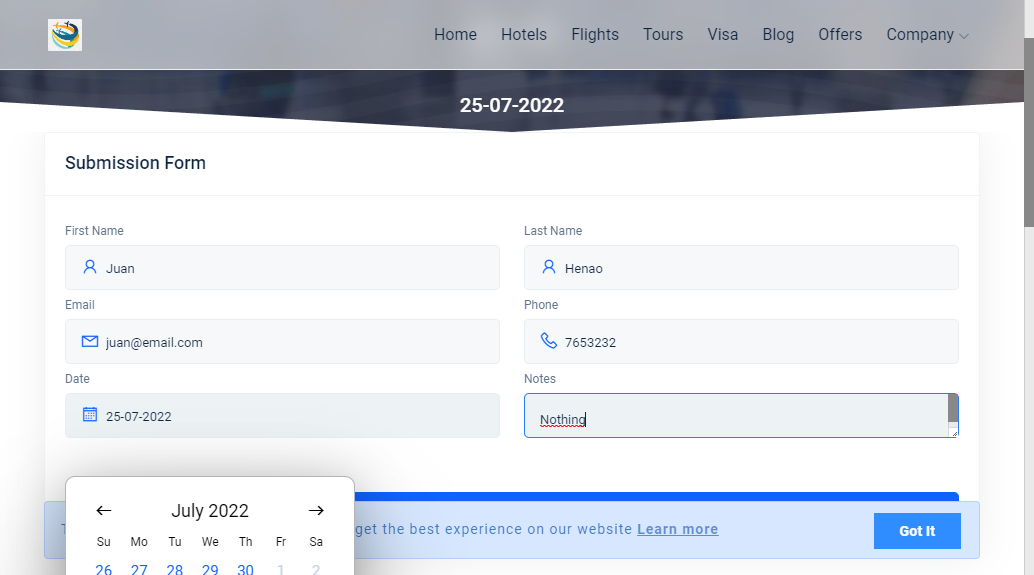 Home Hotels Flights Tours Visa Blog Offers Company
25-07-2022
Submission Form
First Name Last Name
Juan Henao
Email Phone
juan@email.com 7653232
Date Notes
25-07-2022 Nothing
July 2022
get the best experience on our website Learn more Got It
Su Mo Tu We Th Fr Sa
26 27 28 29 30 1 2